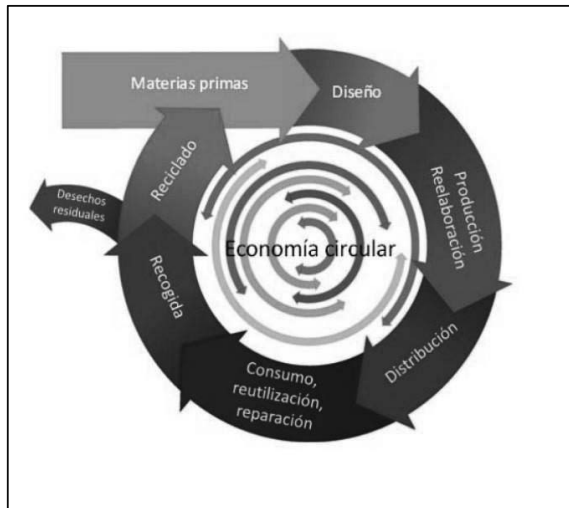 Materias primas
Diseño
Producción
Reelaboración
Distribución
Consumo,
reutilización,
reparación
Recogida
Desechos
residuales
Reciclado
Economía circular